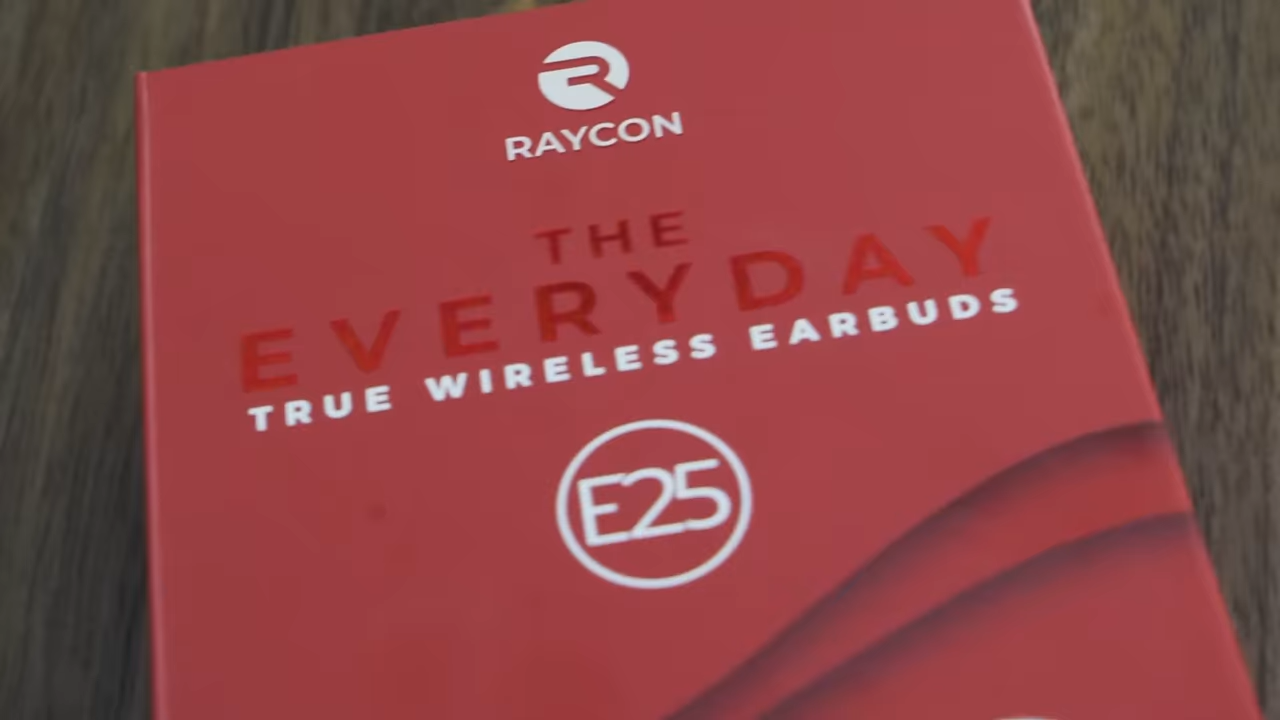 RAYCON
THE
EVERYDAY
TRUE WIRELESS EARBUDS
E25